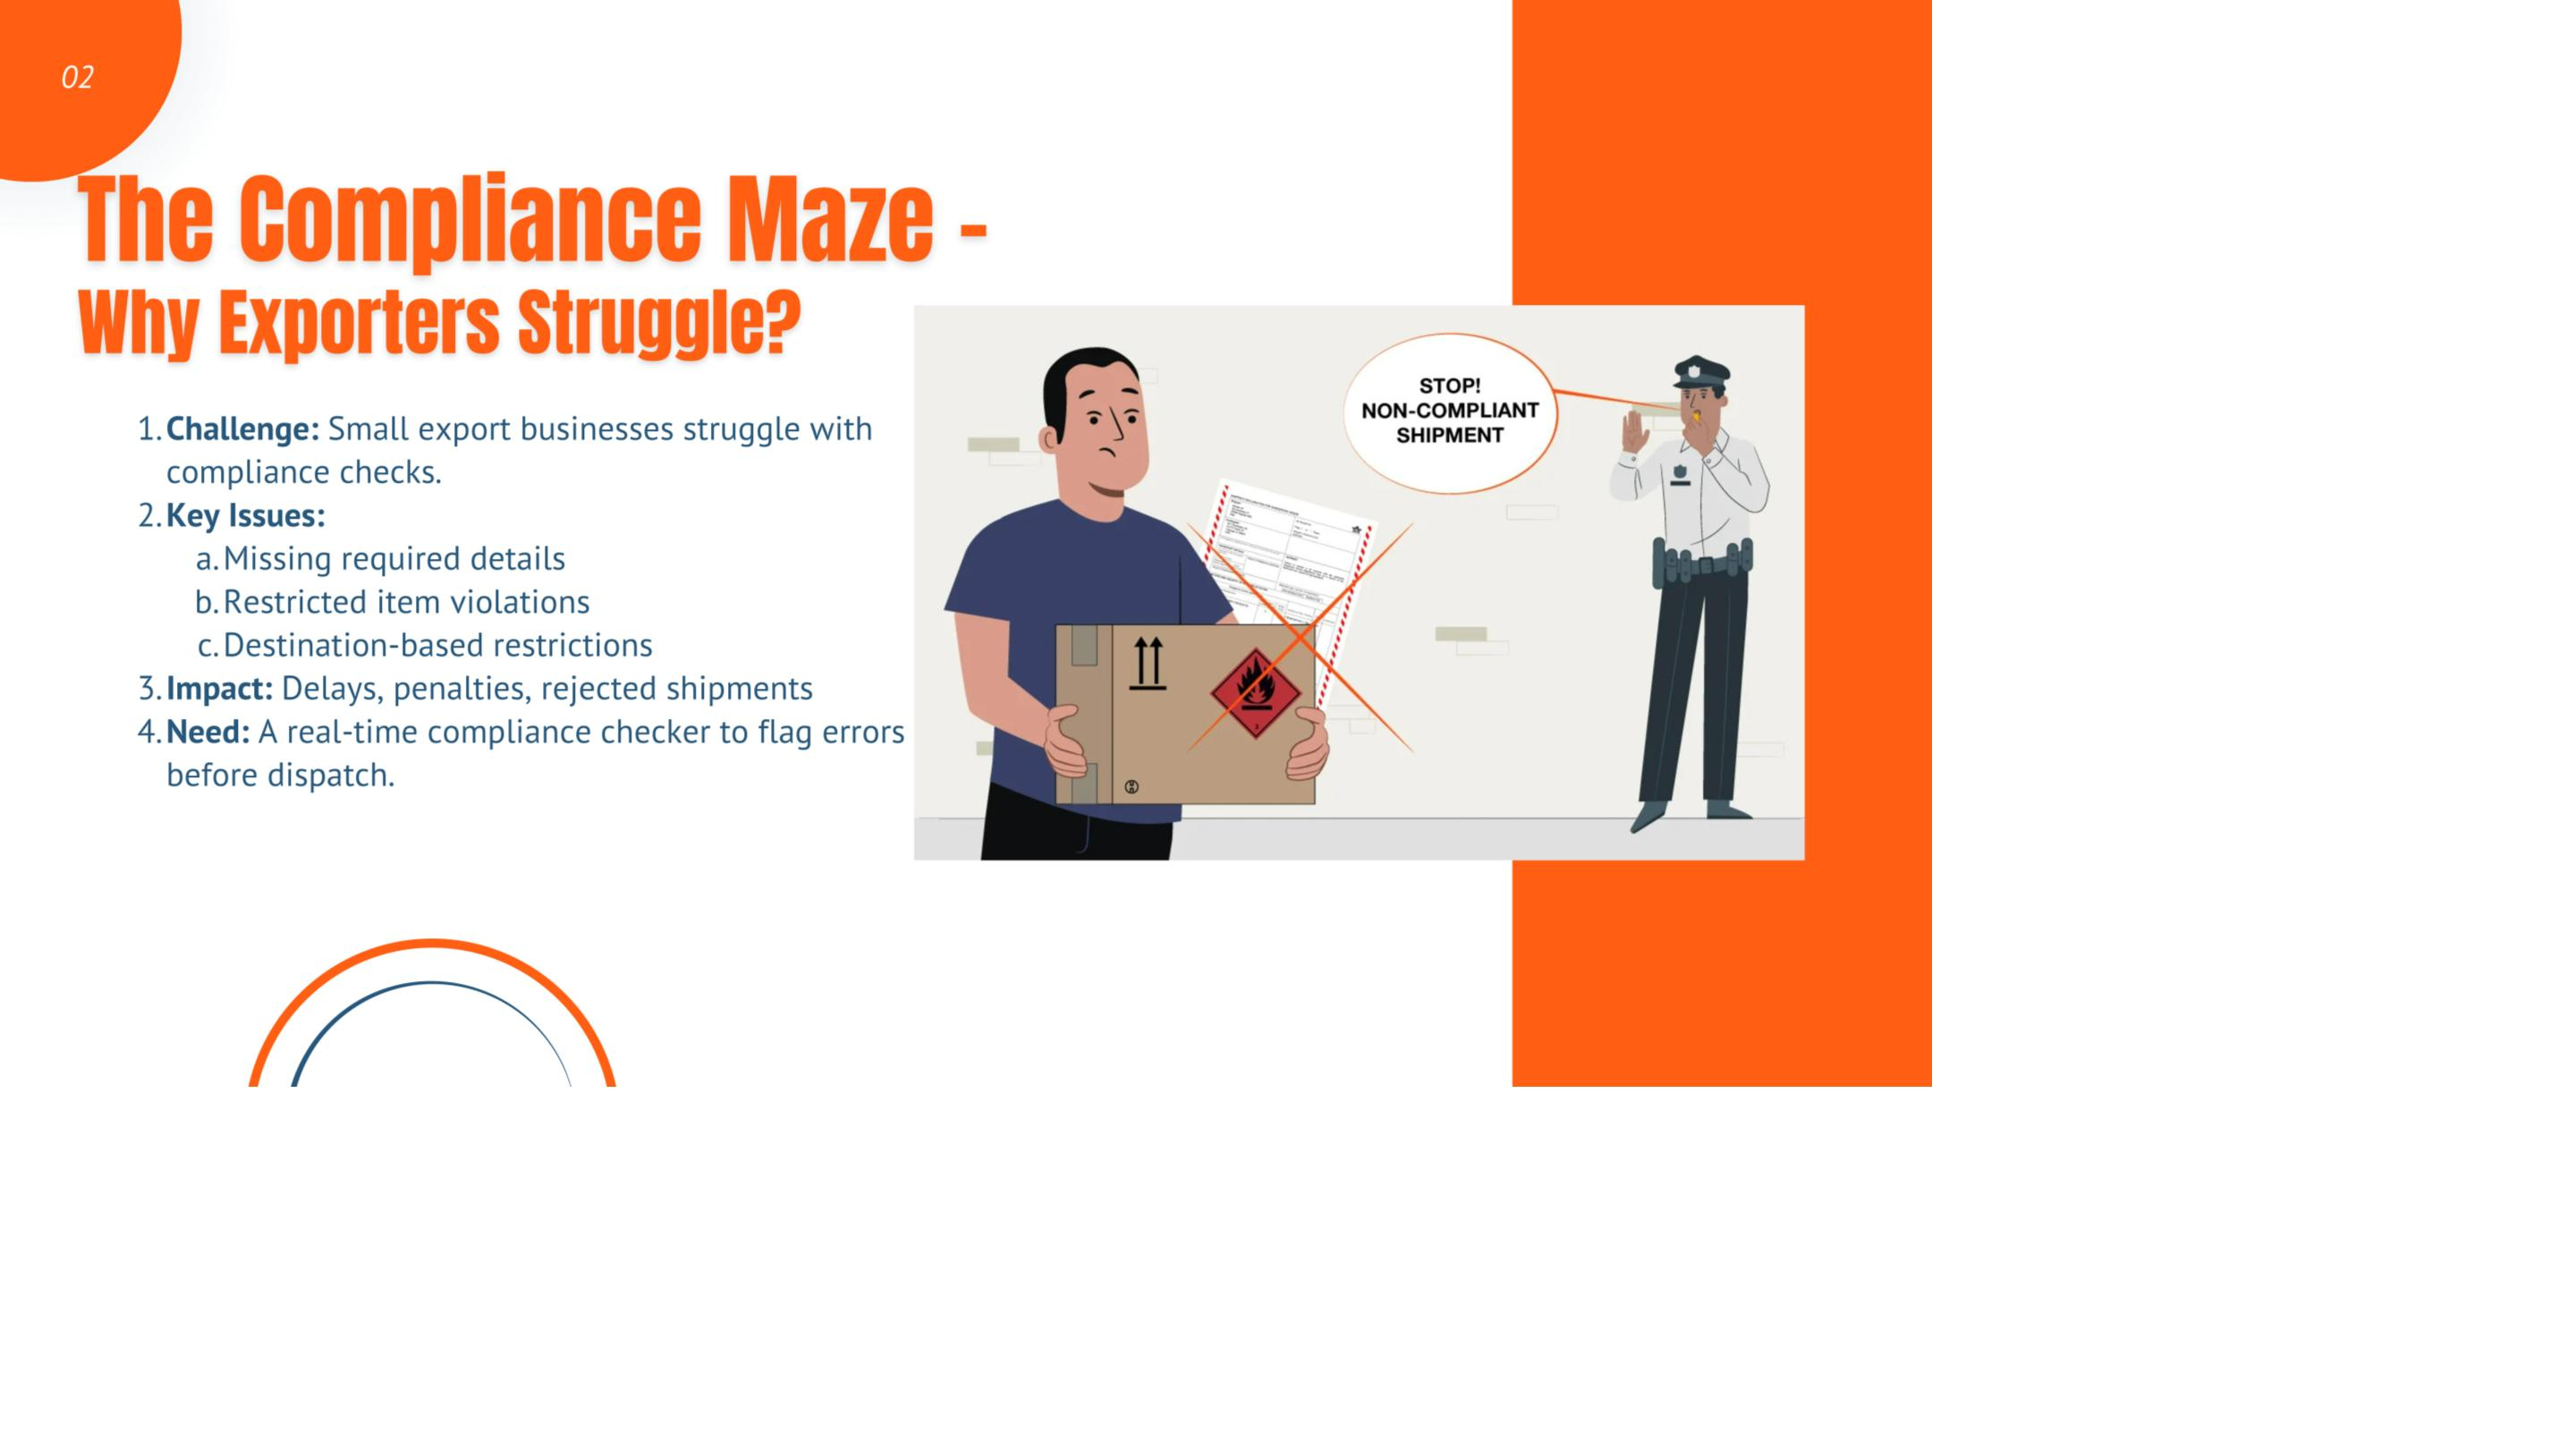 02
The Compliance Maze -
Why Exporters Struggle?
1. Challenge: Small export businesses struggle with
compliance checks.
2. Key Issues:
a. Missing required details
b. Restricted item violations
c. Destination-based restrictions
3. Impact: Delays, penalties, rejected shipments
4. Need: A real-time compliance checker to flag errors
before dispatch.
STOP!
NON-COMPLIANT
SHIPMENT